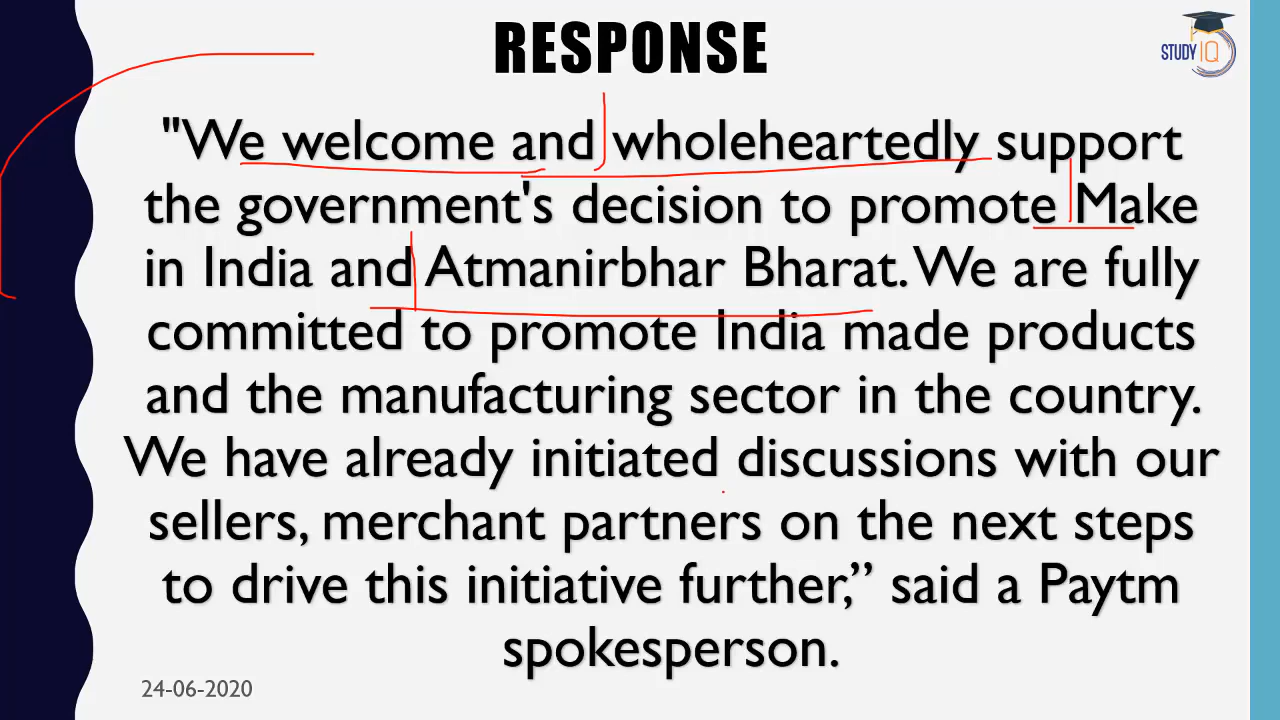 RESPONSE
STUDY IQ
"We welcome and wholeheartedly support
the government's decision to promote Make
in India and Atmanirbhar Bharat. We are fully
committed to promote India made products
and the manufacturing sector in the country.
We have already initiated discussions with our
sellers, merchant partners on the next steps
to drive this initiative further,” said a Paytm
spokesperson.
24-06-2020